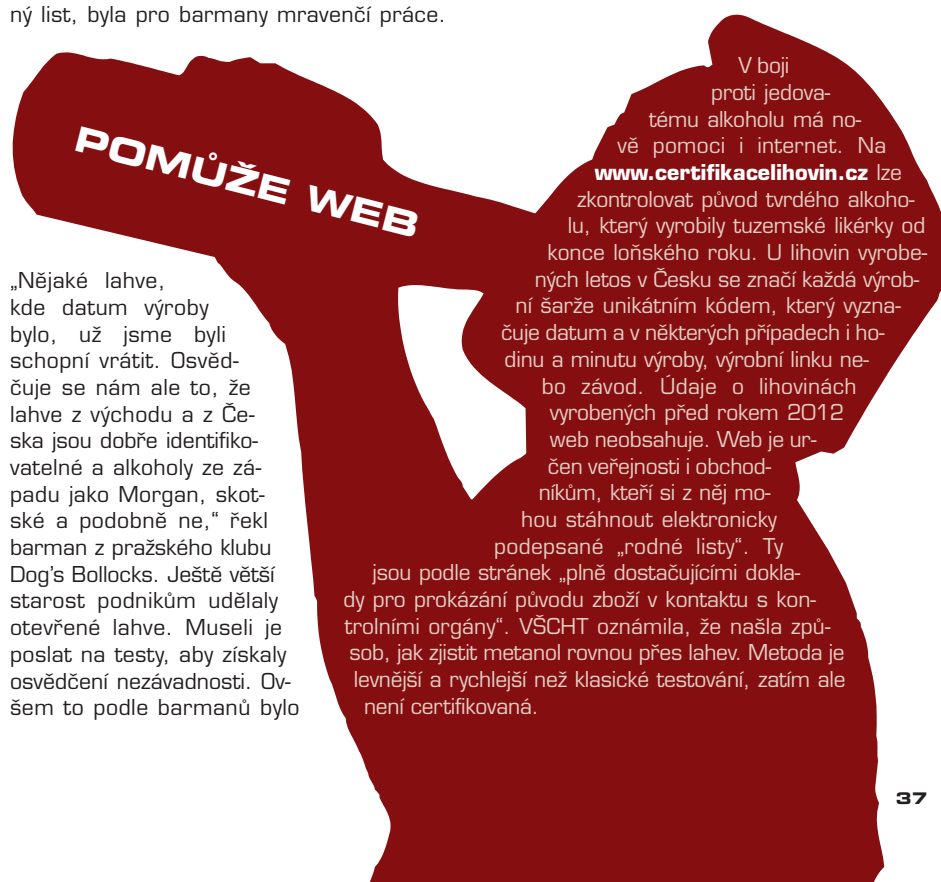 ný list, byla pro barmany mravenčí práce.
POMŮŽE WEB
„Nějaké lahve,
kde datum výroby
bylo, už jsme byli
schopní vrátit. Osvěd-
čuje se nám ale to, že
lahve z východu a z Če-
ska jsou dobře identifiko-
vatelné a alkoholy ze zá-
padu jako Morgan, skot-
ské a podobně ne,“ řekl
barman z pražského klubu
Dog's Bollocks. Ještě větší
starost podnikům udělaly
otevřené lahve. Museli je
poslat na testy, aby získaly
osvědčení nezávadnosti. Ov-
šem to podle barmanů bylo
V boji
proti jedova-
tému alkoholu má no-
vě pomoci i internet. Na
www.certifikacelihovin.cz lze
zkontrolovat původ tvrdého alkoho-
lu, který vyrobily tuzemské likérky od
konce loňského roku. U lihovin vyrobe-
ných letos v Česku se značí každá výrob-
ní šarže unikátním kódem, který vyzna-
čuje datum a v některých případech i ho-
dinu a minutu výroby, výrobní linku ne-
bo závod. Údaje o lihovinách
vyrobených před rokem 2012
web neobsahuje. Web je ur-
čen veřejnosti i obchod-
níkům, kteří si z něj mo-
hou stáhnout elektronicky
podepsané „rodné listy“. Ty
jsou podle stránek „plně dostačujícími dokla-
dy pro prokázání původu zboží v kontaktu s kon-
trolními orgány“. VŠCHT oznámila, že našla způ-
sob, jak zjistit metanol rovnou přes lahev. Metoda je
levnější a rychlejší než klasické testování, zatím ale
není certifikovaná.
37